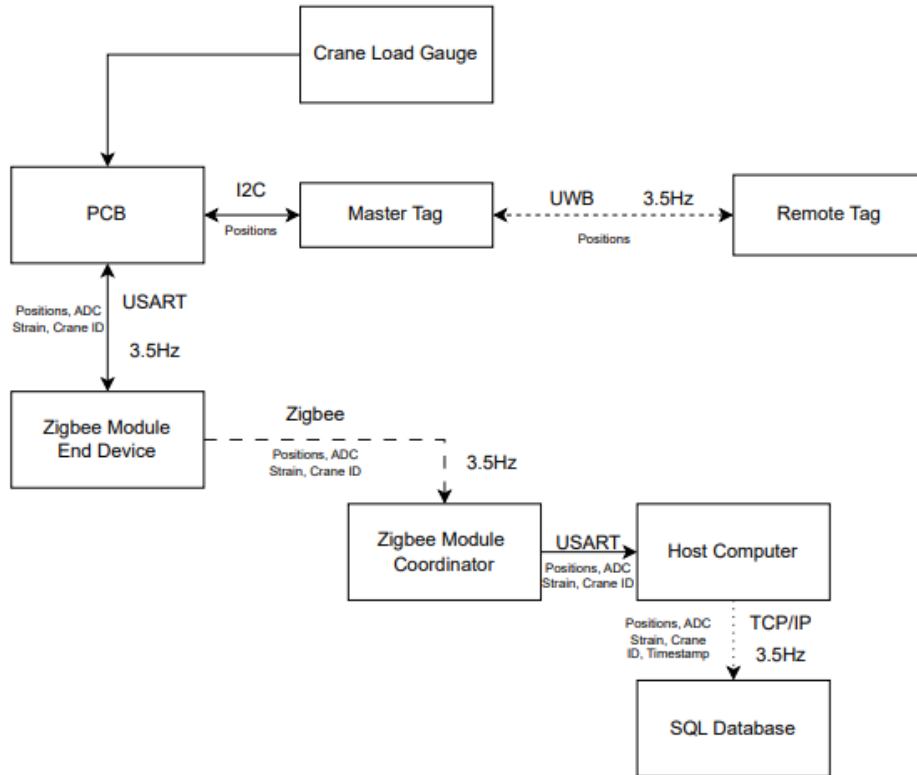 Crane Load Gauge
PCB
I2C
Positions
Master Tag
UWB
3.5Hz
Positions
Remote Tag
Positions, ADC
Strain, Crane ID
USART
3.5Hz
Zigbee Module
End Device
Zigbee
Positions, ADC
Strain, Crane ID
3.5Hz
Zigbee Module
Coordinator
USART
Positions, ADC
Strain, Crane ID
Host Computer
Positions, ADC
Strain, Crane
ID, Timestamp
TCP/IP
3.5Hz
SQL Database